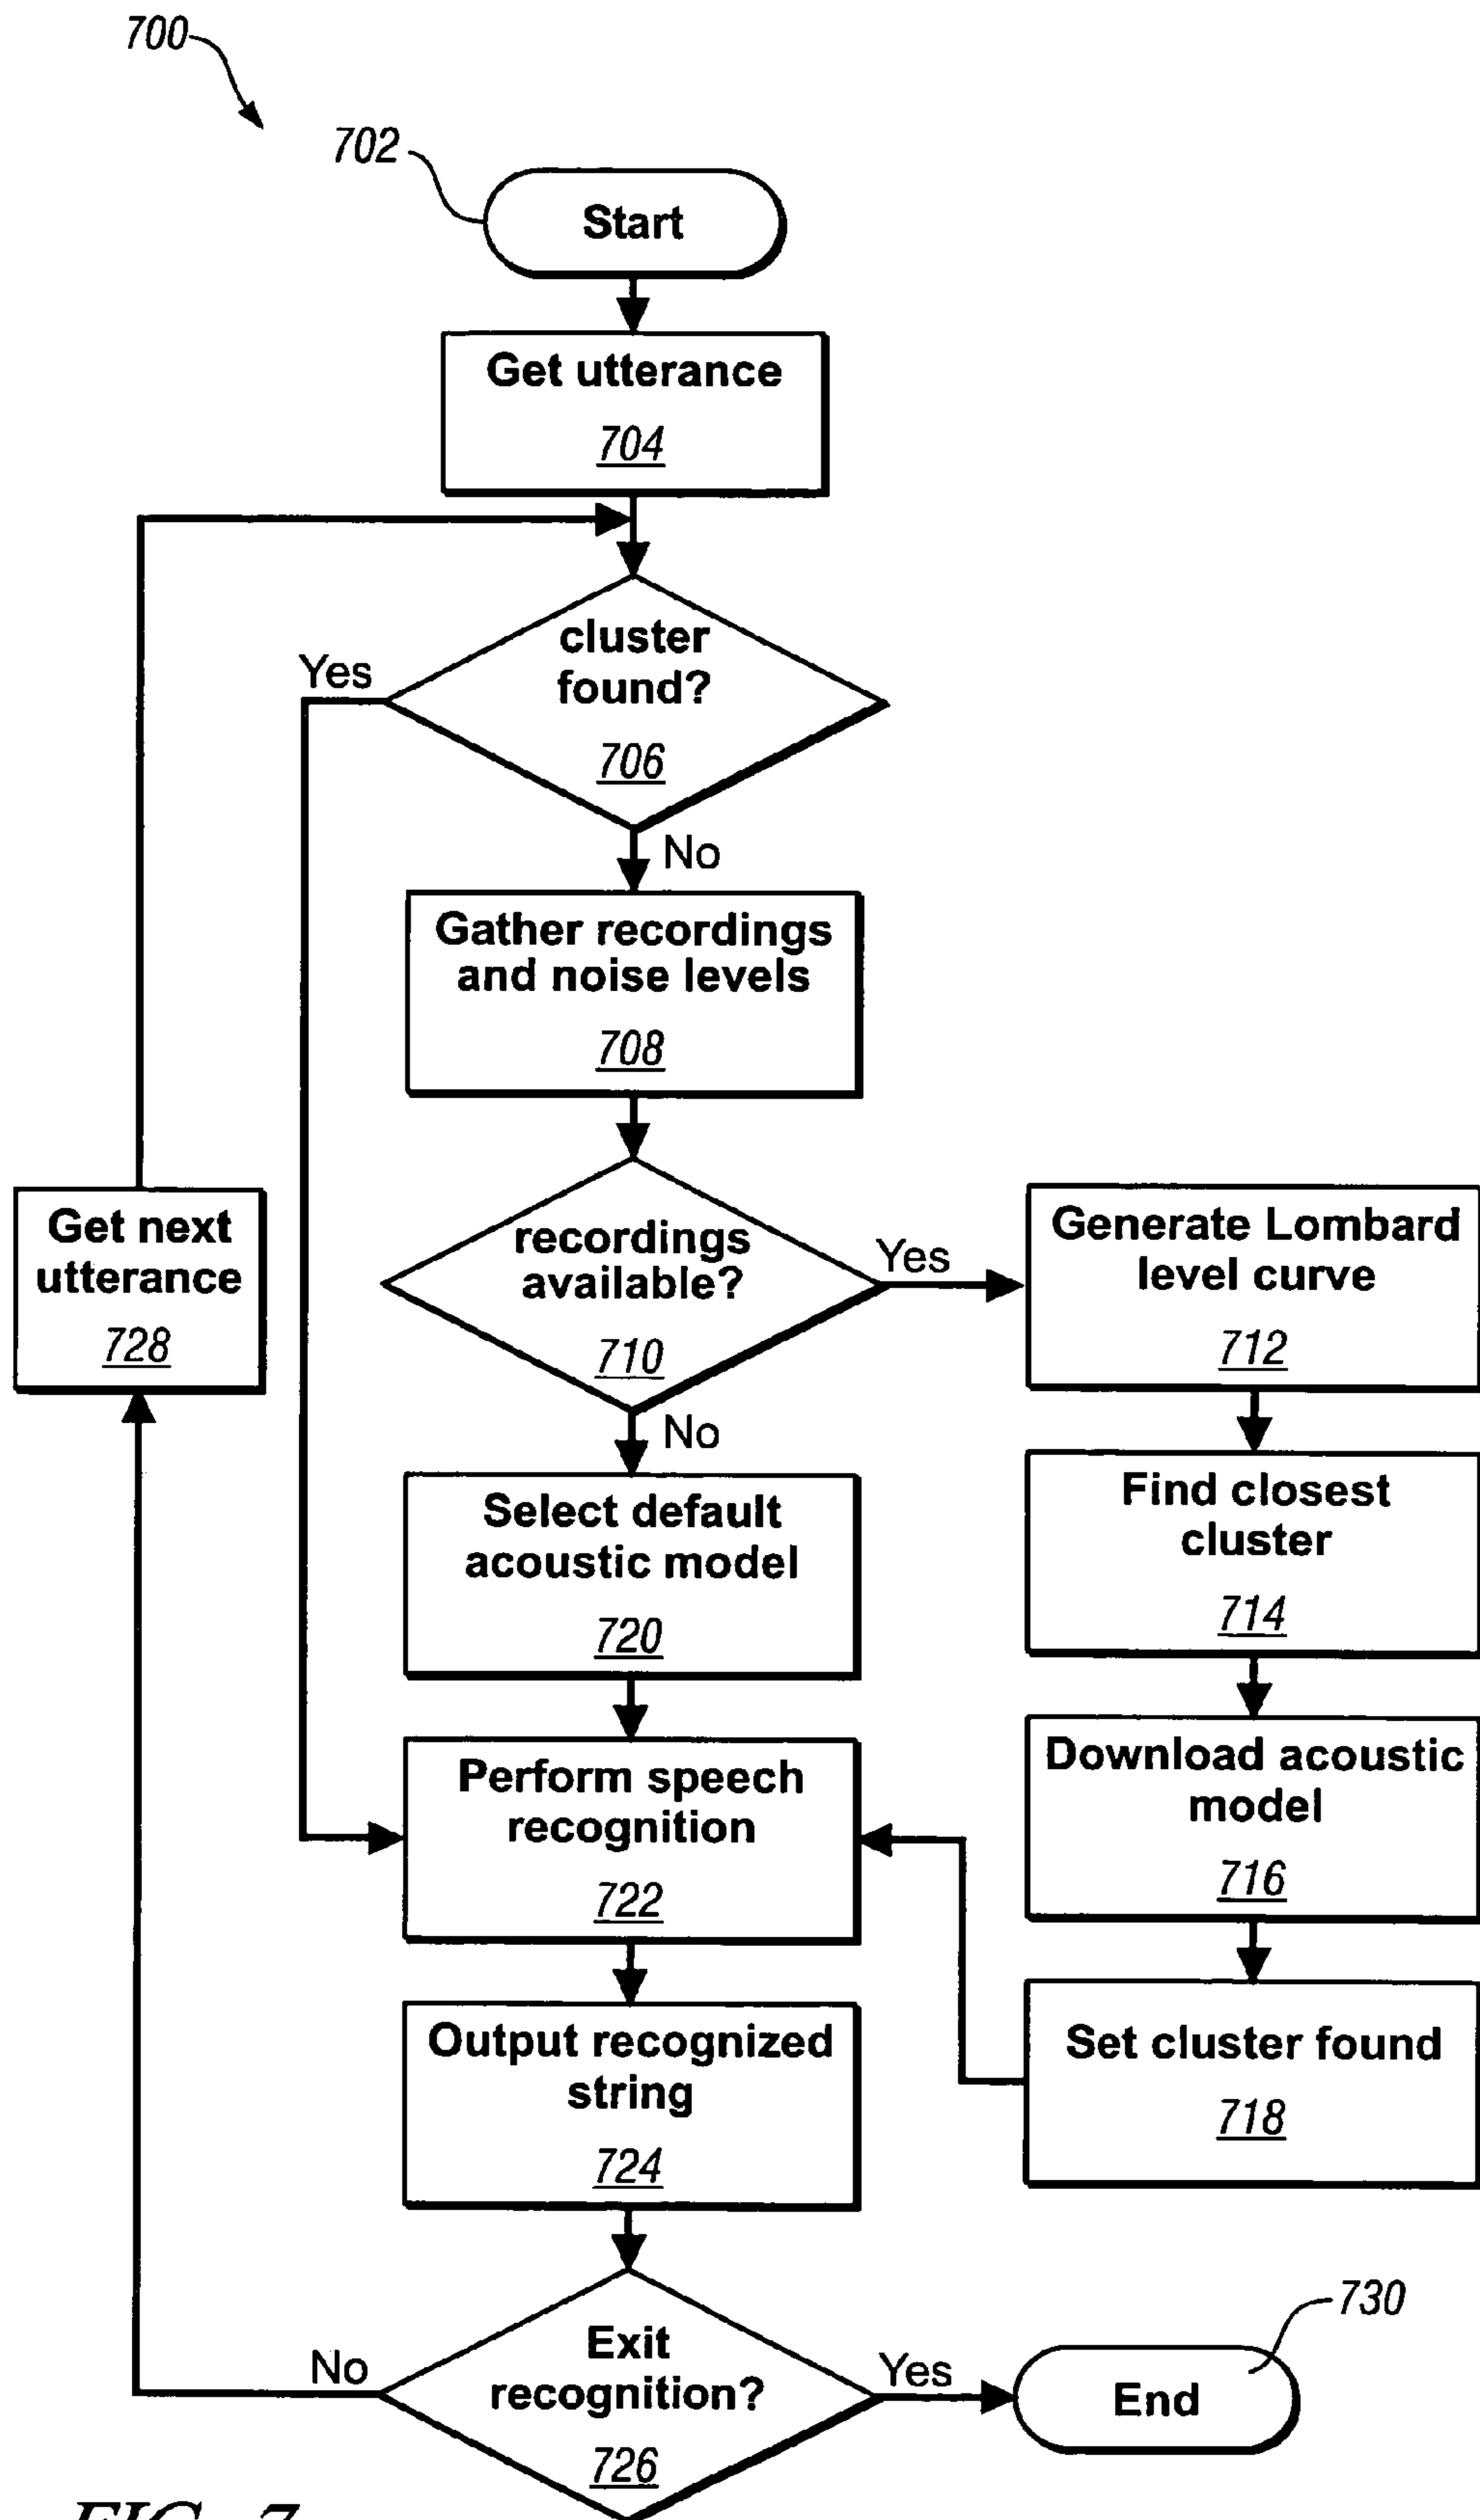 700
702
Start
Get utterance
704
cluster
found?
706
Yes
No
Gather recordings
and noise levels
708
Get next
utterance
728
recordings
available?
710
Yes
No
Generate Lombard
level curve
712
Select default
acoustic model
720
Find closest
cluster
714
Perform speech
recognition
722
Download acoustic
model
716
Output recognized
string
724
Set cluster found
718
Exit
recognition?
726
No
Yes
730
End
FIG. 7